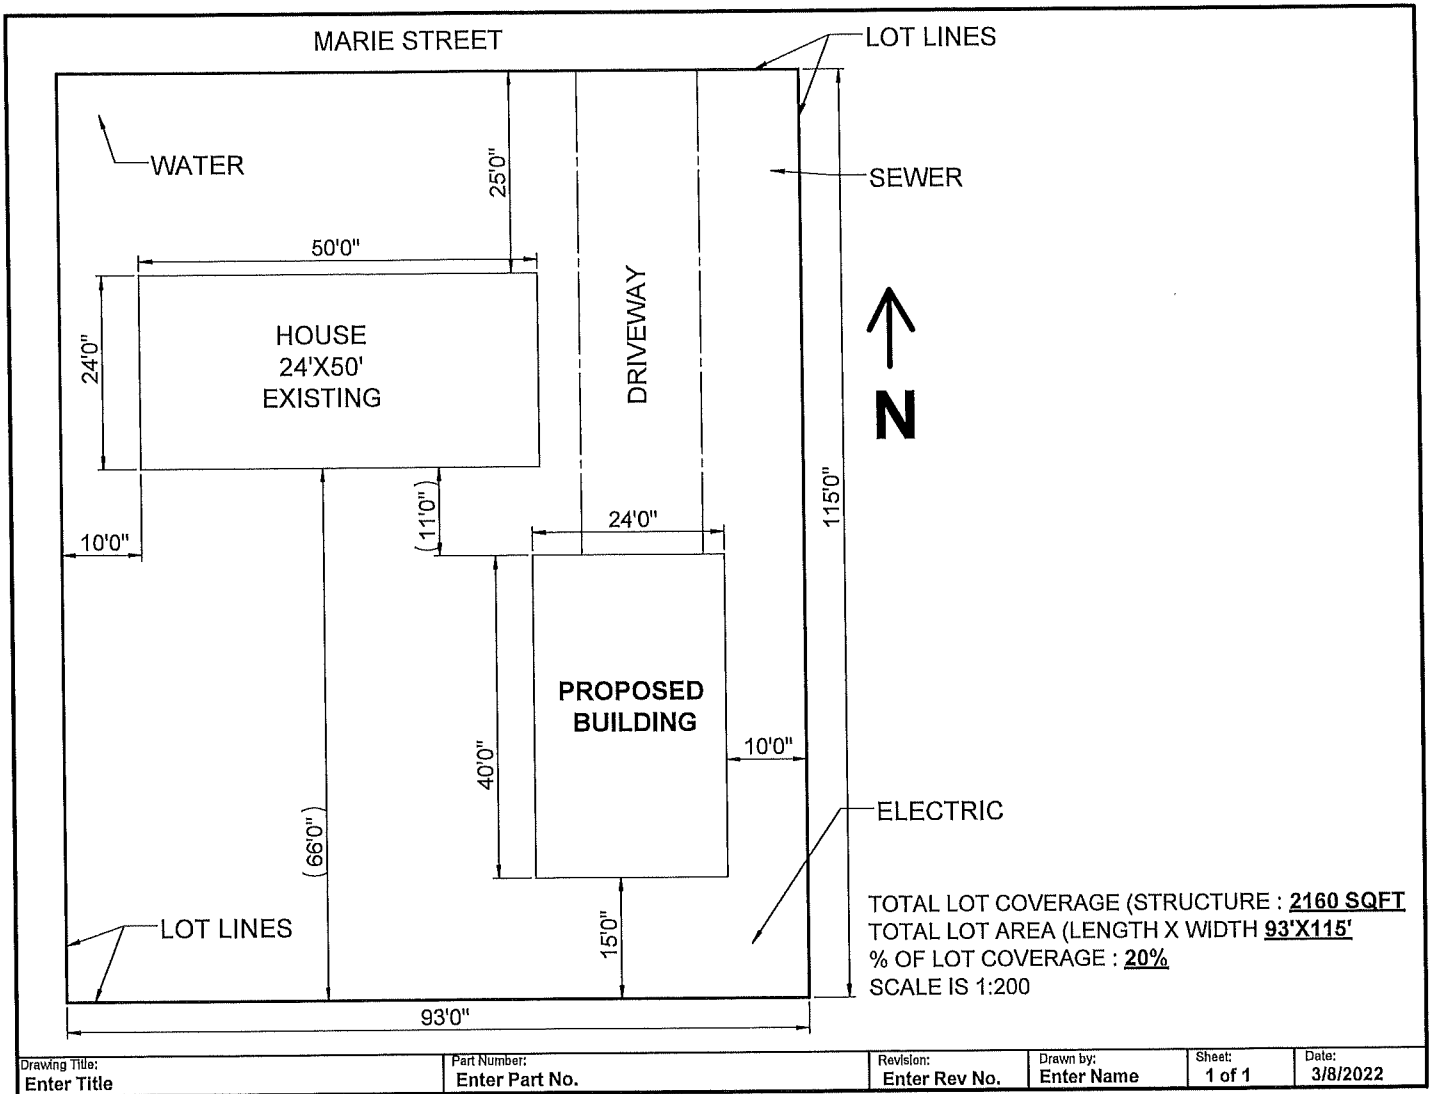 MARIE STREET
LOT LINES
WATER
25'0"
SEWER
50'0"
HOUSE
24'X50'
EXISTING
24'0"
DRIVEWAY
N
115'0"
(11'0")
24'0"
10'0"
PROPOSED
BUILDING
40'0"
10'0"
(66'0")
ELECTRIC
15'0"
LOT LINES
TOTAL LOT COVERAGE (STRUCTURE : 2160 SQFT
TOTAL LOT AREA (LENGTH X WIDTH 93'X115'
% OF LOT COVERAGE : 20%
SCALE IS 1:200
93'0"
Drawing Title:
Enter Title
Part Number:
Enter Part No.
Revision:
Enter Rev No.
Drawn by:
Enter Name
Sheet:
1 of 1
Date:
3/8/2022